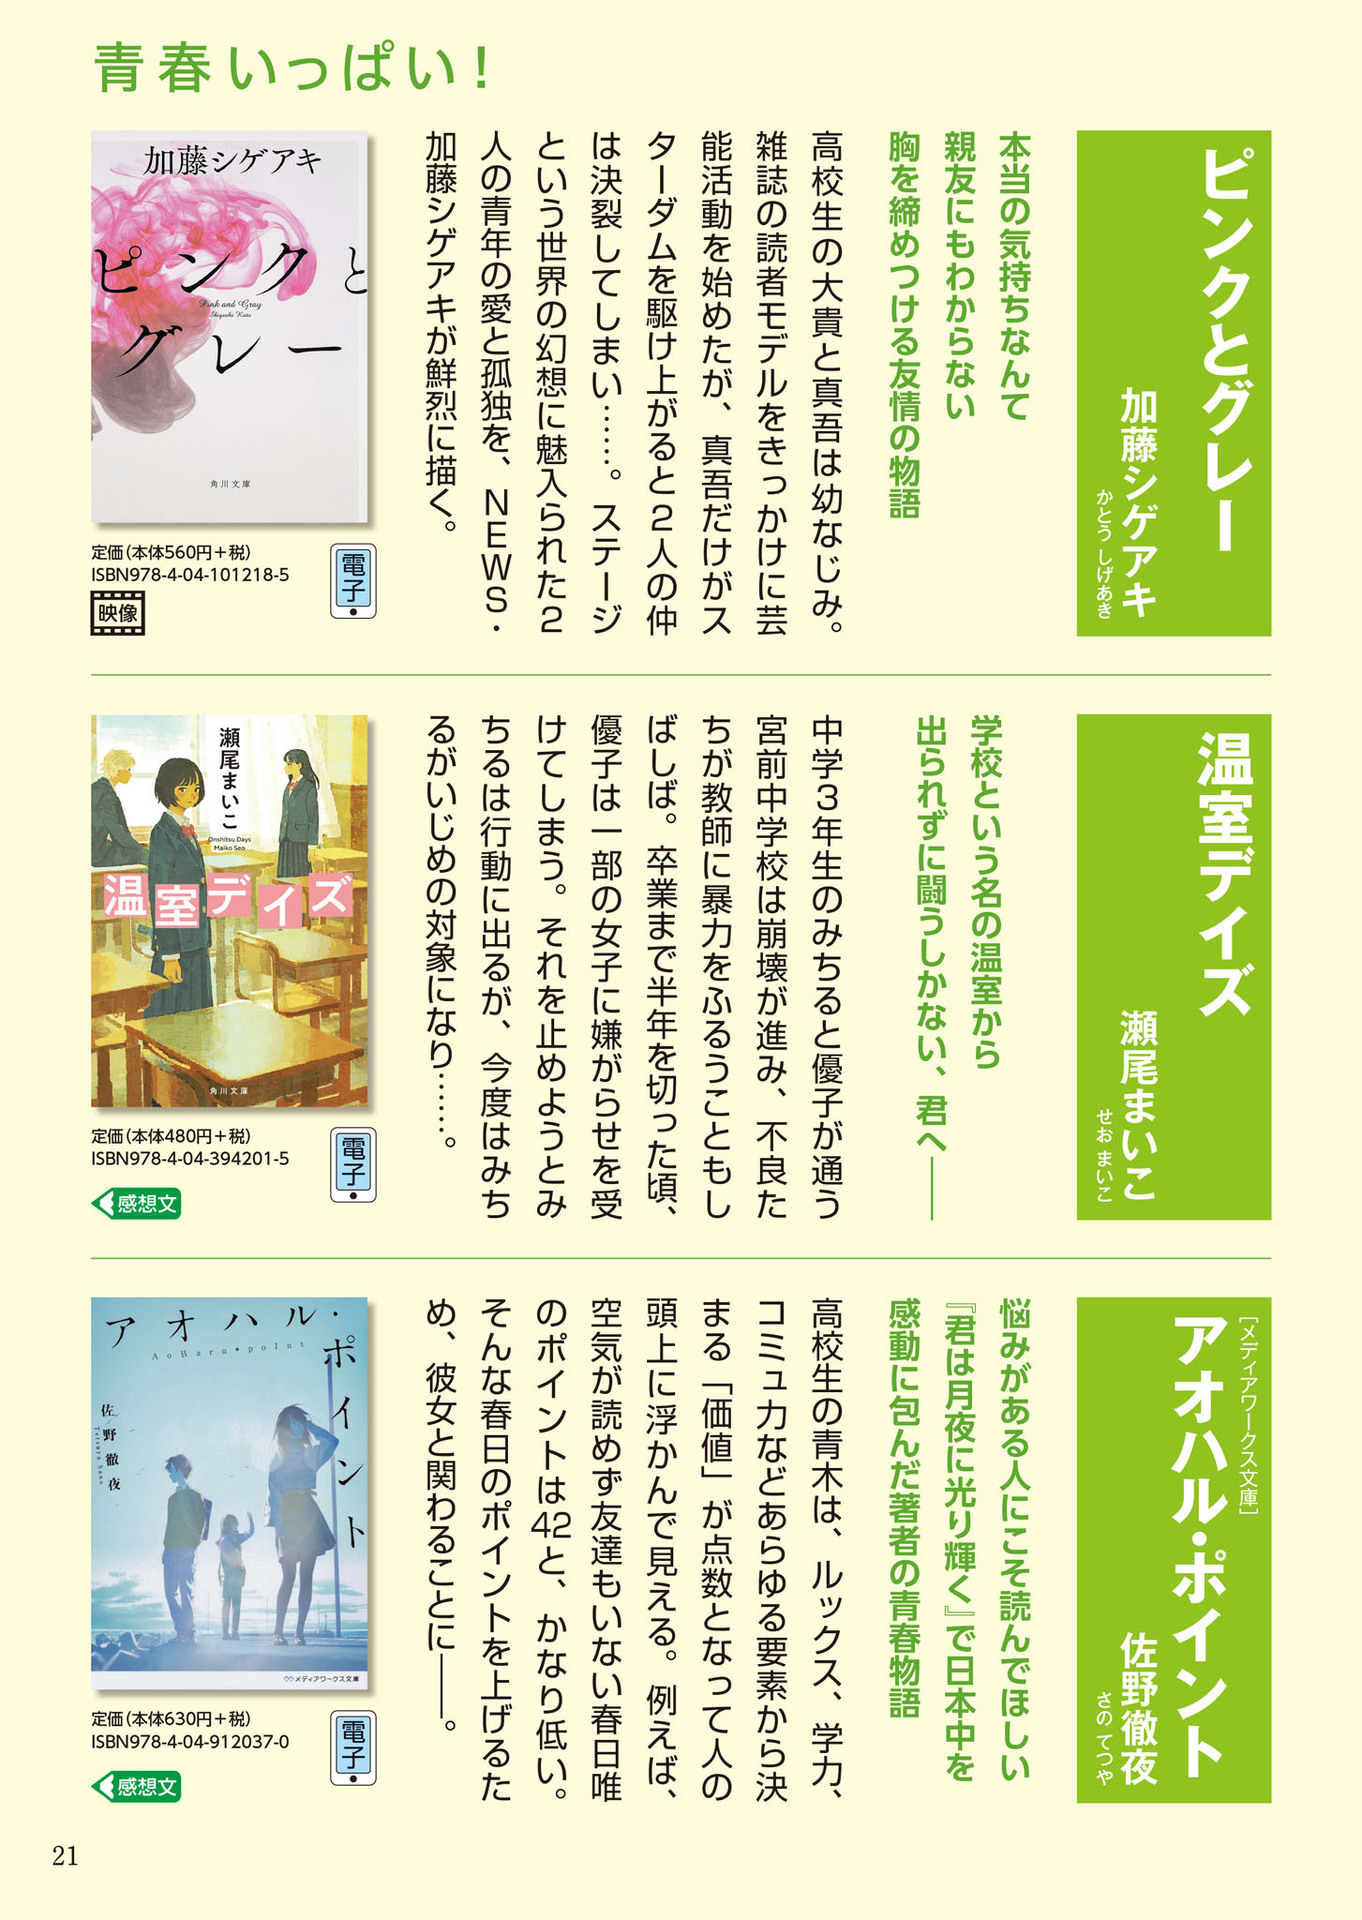 青春いっぱい！
ピンクとグレー
加藤シゲアキ
かとう しげあき
本当の気持ちなんて
親友にもわからない
胸を締めつける友情の物語
高校生の大貴と真吾は幼なじみ。
雑誌の読者モデルをきっかけに芸
能活動を始めたが、真吾だけがス
ターダムを駆け上がると２人の仲
は決裂してしまい……。ステージ
という世界の幻想に魅入られた２
人の青年の愛と孤独を、ＮＥＷＳ・
加藤シゲアキが鮮烈に描く。
加藤シゲアキ
ピンクと
Pink and Gray
Shigeaki Kato
グレー
角川文庫
定価（本体560円＋税）
ISBN978-4-04-101218-5
電子
映像
温室デイズ
瀬尾まいこ
せお まいこ
学校という名の温室から
出られずに闘うしかない、君へ――
中学３年生のみちると優子が通う
宮前中学校は崩壊が進み、不良た
ちが教師に暴力をふるうこともし
ばしば。卒業まで半年を切った頃、
優子は一部の女子に嫌がらせを受
けてしまう。それを止めようとみ
ちるは行動に出るが、今度はみち
るがいじめの対象になり……。
瀬尾まいこ
Onshitsu Days
Maiko Seo
温室デイズ
角川文庫
定価（本体480円＋税）
ISBN978-4-04-394201-5
電子
感想文
［メディアワークス文庫］
アオハル・ポイント
佐野徹夜
さの てつや
悩みがある人にこそ読んでほしい
『君は月夜に光り輝く』で日本中を
感動に包んだ著者の青春物語
高校生の青木は、ルックス、学力、
コミュ力などあらゆる要素から決
まる「価値」が点数となって人の
頭上に浮かんで見える。例えば、
空気が読めず友達もいない春日唯
のポイントは42と、かなり低い。
そんな春日のポイントを上げるた
め、彼女と関わることに――。
アオハル・
ポイント
AoHaru•poInt
佐野徹夜
Tetsuya Sano
メディアワークス文庫
定価（本体630円＋税）
ISBN978-4-04-912037-0
電子
感想文
21